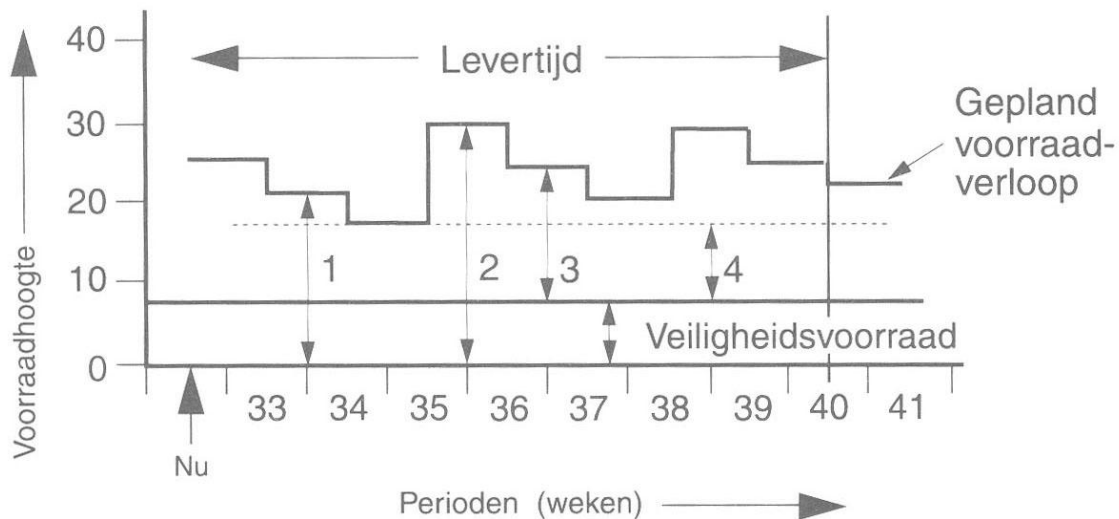 40
30
20
10
0
Voorraadhoogte
Levertijd
Gepland
voorraad-
verloop
1
2
3
4
Veiligheidsvoorraad
33 34 35 36 37 38 39 40 41
Nu
Perioden (weken)